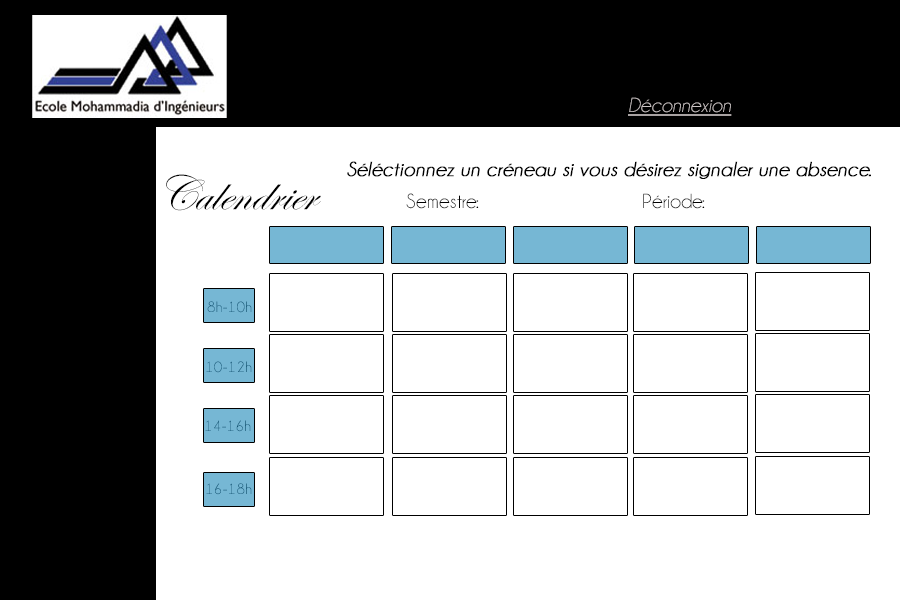 Ecole Mohammadia d'Ingénieurs
Déconnexion
Séléctionnez un créneau si vous désirez signaler une absence.
Calendrier
Semestre:
Période:
8h-10h
10-12h
14-16h
16-18h